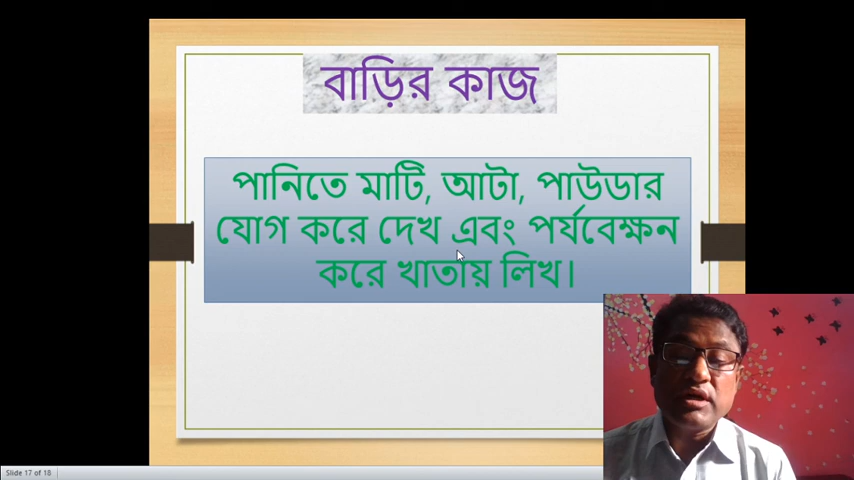 বাড়ির কাজ
পানিতে মাটি, আটা, পাউডার
যোগ করে দেখ এবং পর্যবেক্ষন
করে খাতায় লিখ।
Slide 17 of 18